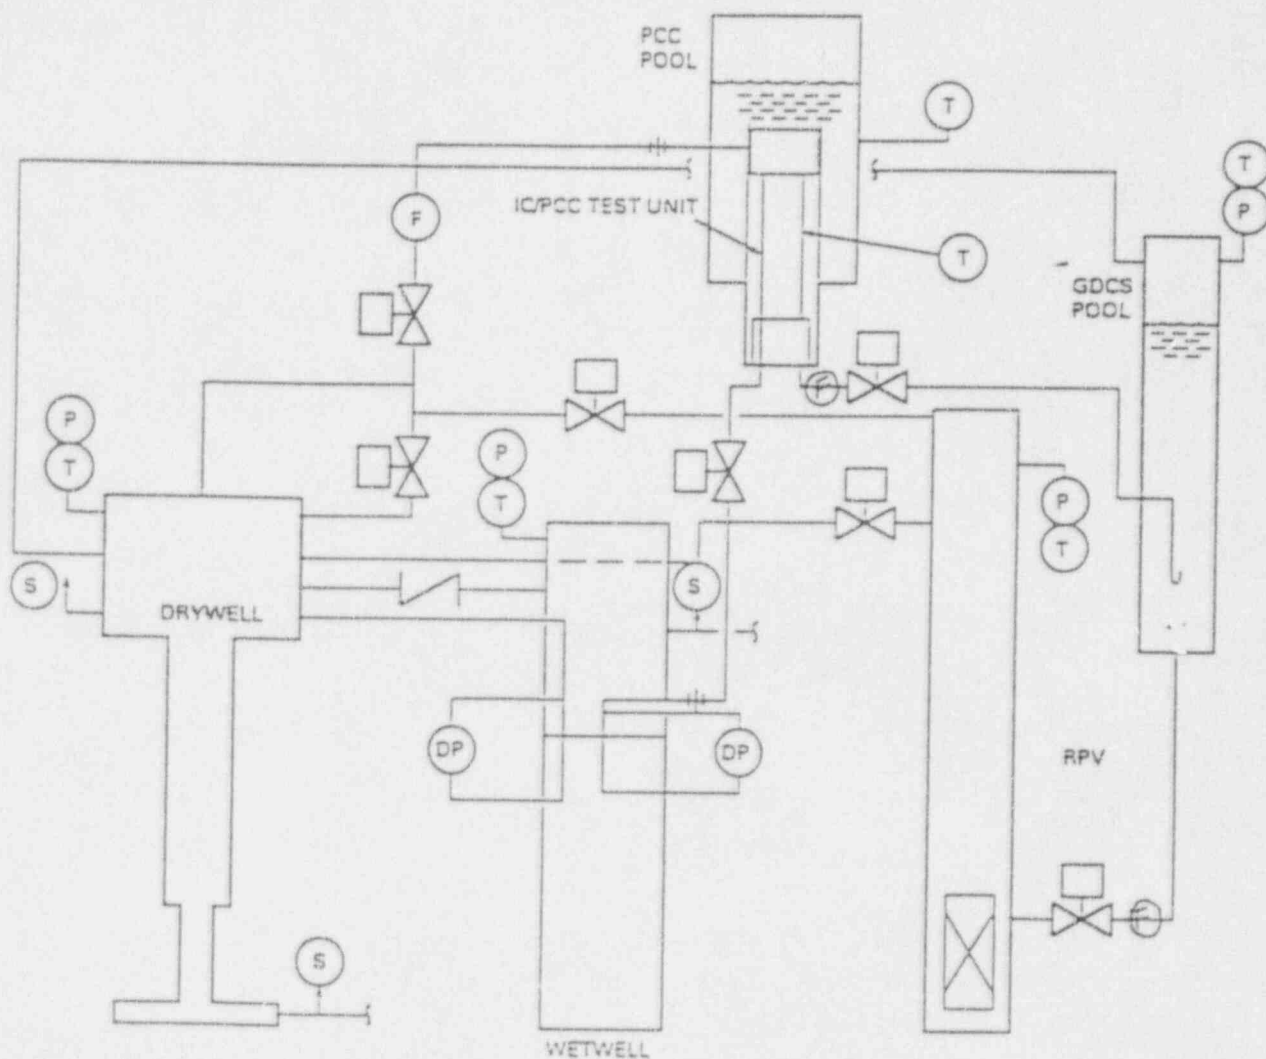 PCC
POOL
T
T
P
F
IC/PCC TEST UNIT
T
GDCS
POOL
F
P
T
P
T
P
T
S
S
DRYWELL
DP
DP
RPV
F
S
WETWELL